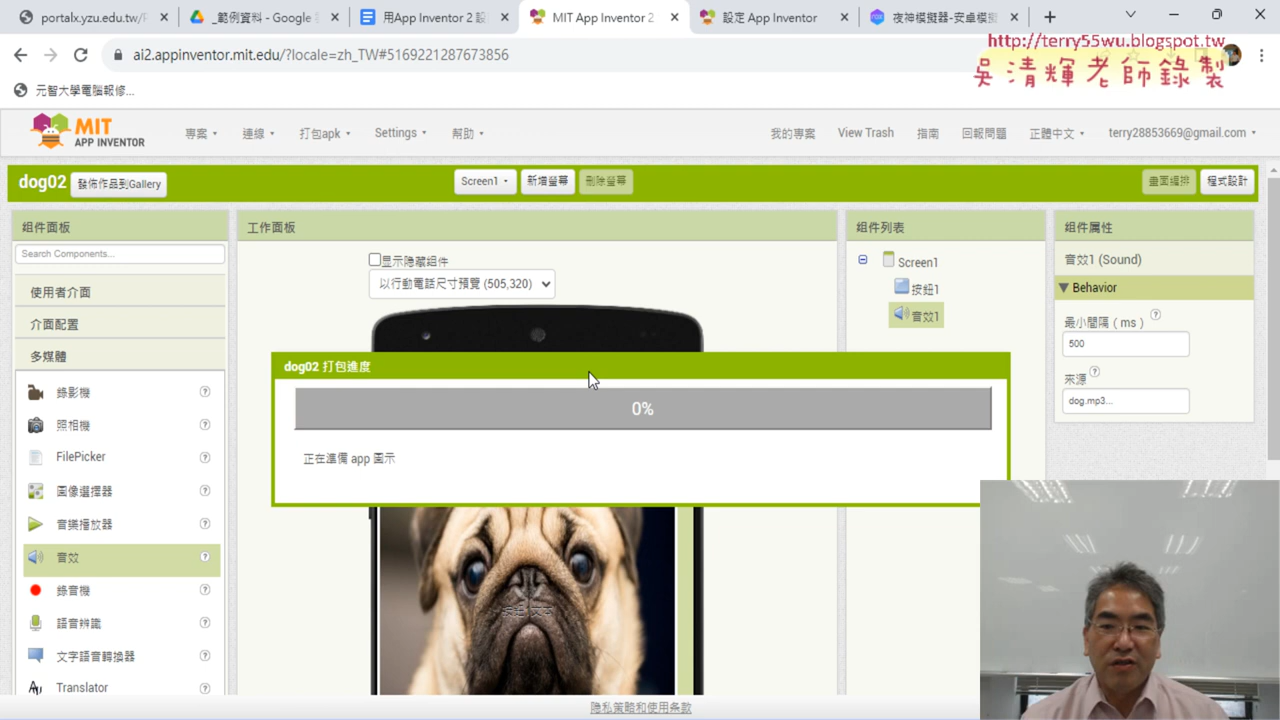 portalx.yzu.edu.tw/F
_範例資料 - Google
用App Inventor 2 設
MIT App Inventor 2
設定 App Inventor
夜神模擬器-安卓模擬
ai2.appinventor.mit.edu/?locale=zh_TW#5169221287673856
http://terry55wu.blogspot.tw
吳清輝老師錄製
元智大學電腦報修...
MIT
APP INVENTOR
專案
連線
打包apk
Settings
幫助
我的專案
View Trash
指南
回報問題
正體中文
terry28853669@gmail.com
dog02
發佈作品到Gallery
Screen1
新增螢幕
刪除螢幕
畫面編排
程式設計
組件面板
工作面板
組件列表
組件屬性
Search Components...
使用者介面
介面配置
多媒體
錄影機
照相機
FilePicker
圖像選擇器
音樂播放器
音效
錄音機
語音辨識
文字語音轉換器
Translator
显示隐藏组件
以行動電話尺寸預覽 (505,320)
dog02 打包進度
0%
正在準備 app 圖示
Screen1
按鈕1
音效1
音效1 (Sound)
Behavior
最小間隔 ( ms )
500
來源
dog.mp3...
隐私策略和使用条款